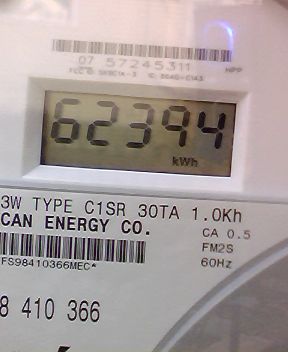 07 57245311
HPP
62394
kWh
3W TYPE C1SR 30TA 1.0Kh
CAN ENERGY CO.
CA 0.5
FM2S
60Hz
FS98410366MEC*
8 410 366